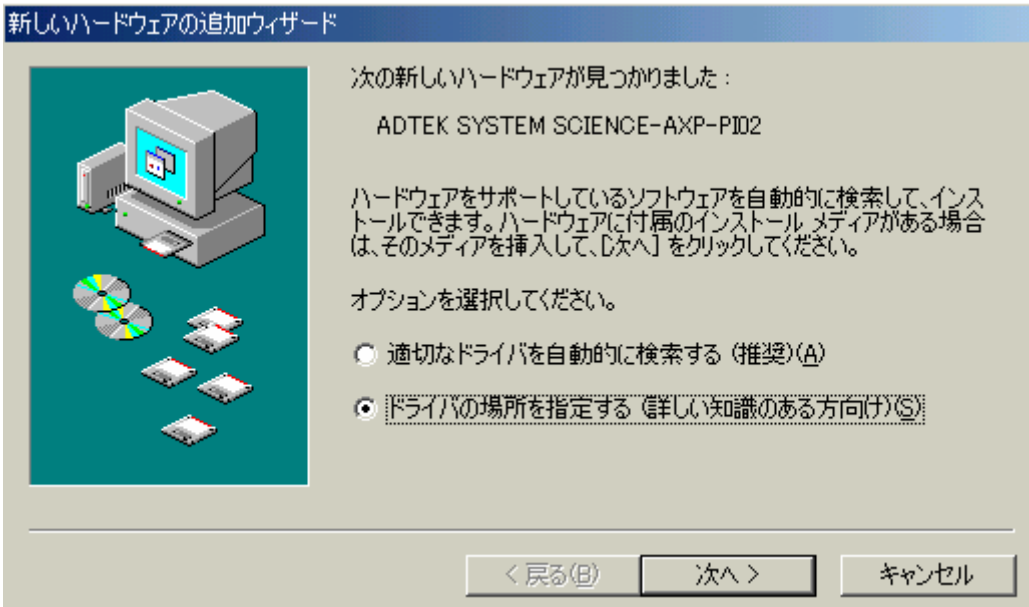 新しいハードウェアの追加ウィザード
次の新しいハードウェアが見つかりました:
ADTEK SYSTEM SCIENCE-AXP-PI02
ハードウェアをサポートしているソフトウェアを自動的に検索して、インス
トールできます。ハードウェアに付属のインストール メディアがある場合
は、そのメディアを挿入して、[次へ] をクリックしてください。
オプションを選択してください。
適切なドライバを自動的に検索する (推奨)(A)
ドライバの場所を指定する (詳しい知識のある方向け)(S)
< 戻る(B)
次へ >
キャンセル